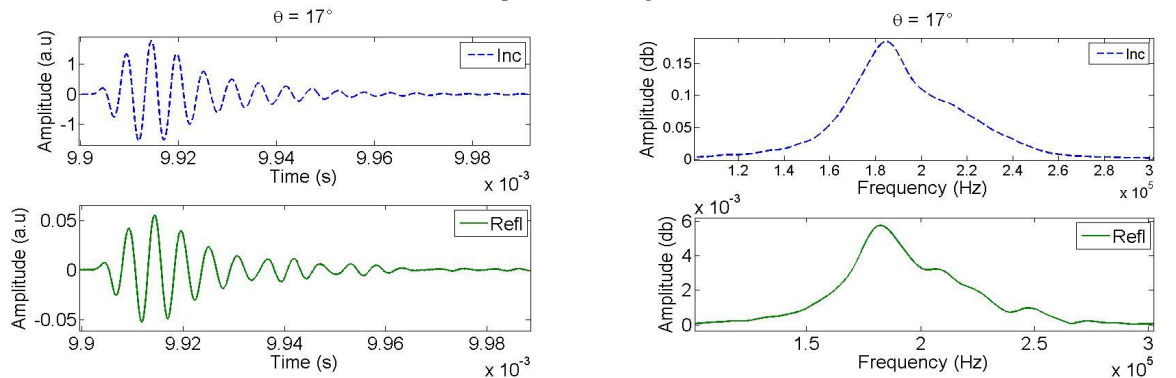 θ = 17°
Amplitude (a.u)
1
0
-1
Inc
9.9 9.92 9.94 9.96 9.98
Time (s)
x 10⁻³
Amplitude (a.u)
0.05
0
-0.05
Refl
9.9 9.92 9.94 9.96 9.98
Time (s)
x 10⁻³
θ = 17°
Amplitude (db)
0.15
0.1
0.05
0
Inc
1.2 1.4 1.6 1.8 2 2.2 2.4 2.6 2.8 3
Frequency (Hz)
x 10⁵
x 10⁻³
Amplitude (db)
6
4
2
0
Refl
1.5 2 2.5 3
Frequency (Hz)
x 10⁵